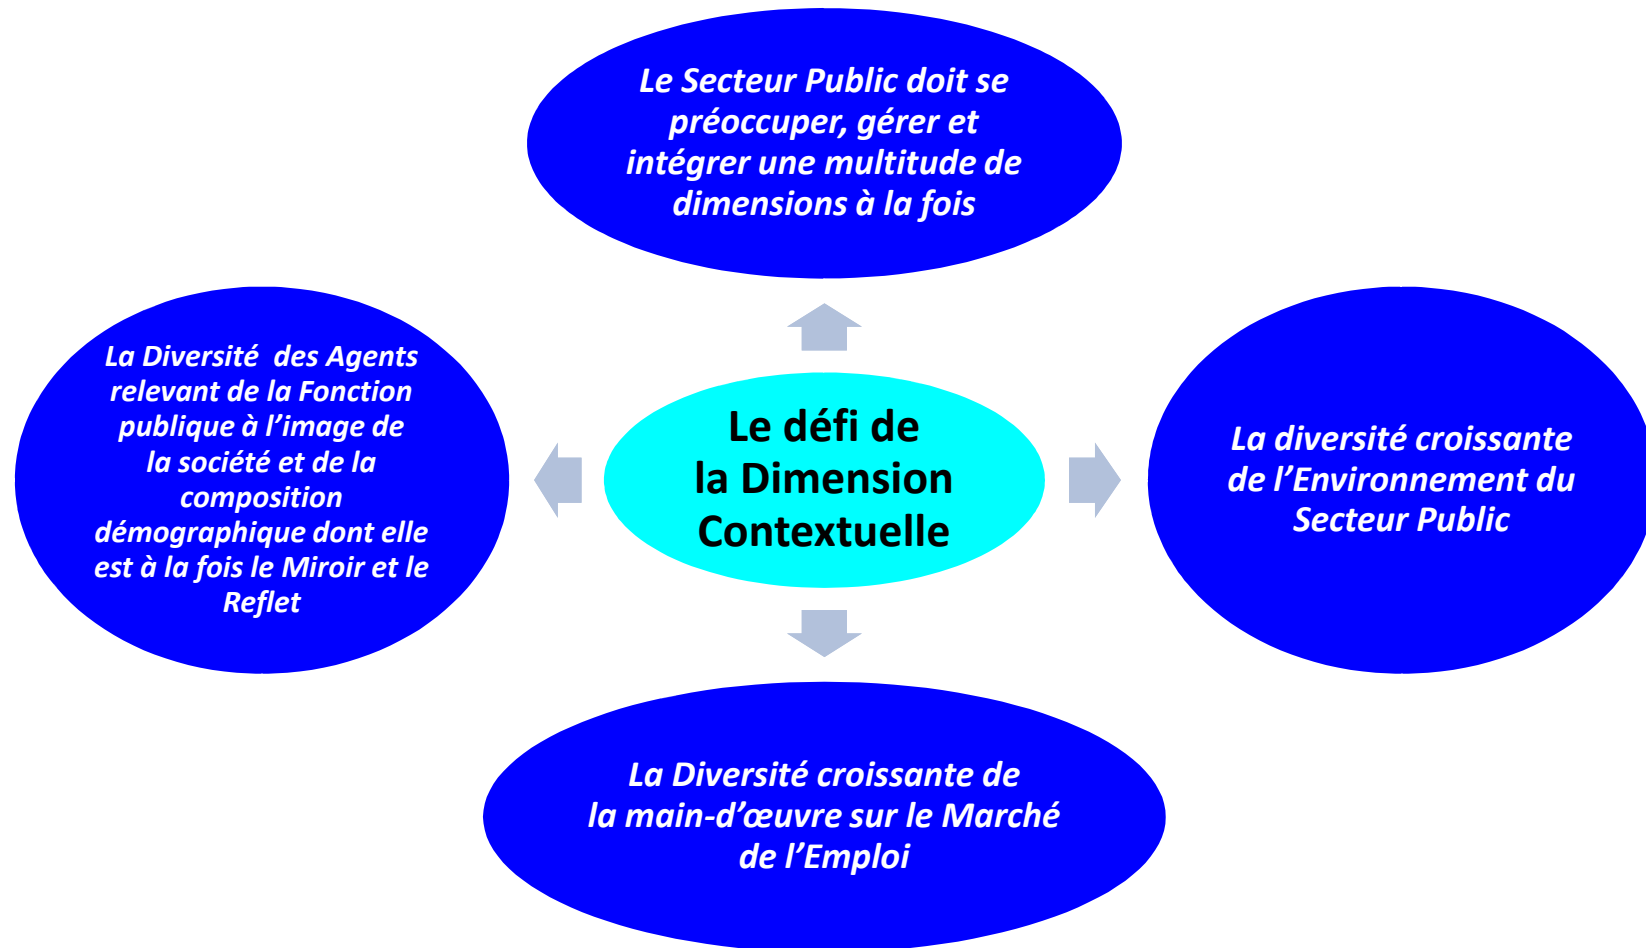 Le Secteur Public doit se
préoccuper, gérer et
intégrer une multitude de
dimensions à la fois
La Diversité  des Agents
relevant de la Fonction
publique à l’image de
la société et de la
composition
démographique dont elle
est à la fois le Miroir et le
Reflet
Le défi de
la Dimension
Contextuelle
La diversité croissante
de l’Environnement du
Secteur Public
La Diversité croissante de
la main-d’œuvre sur le Marché
de l’Emploi